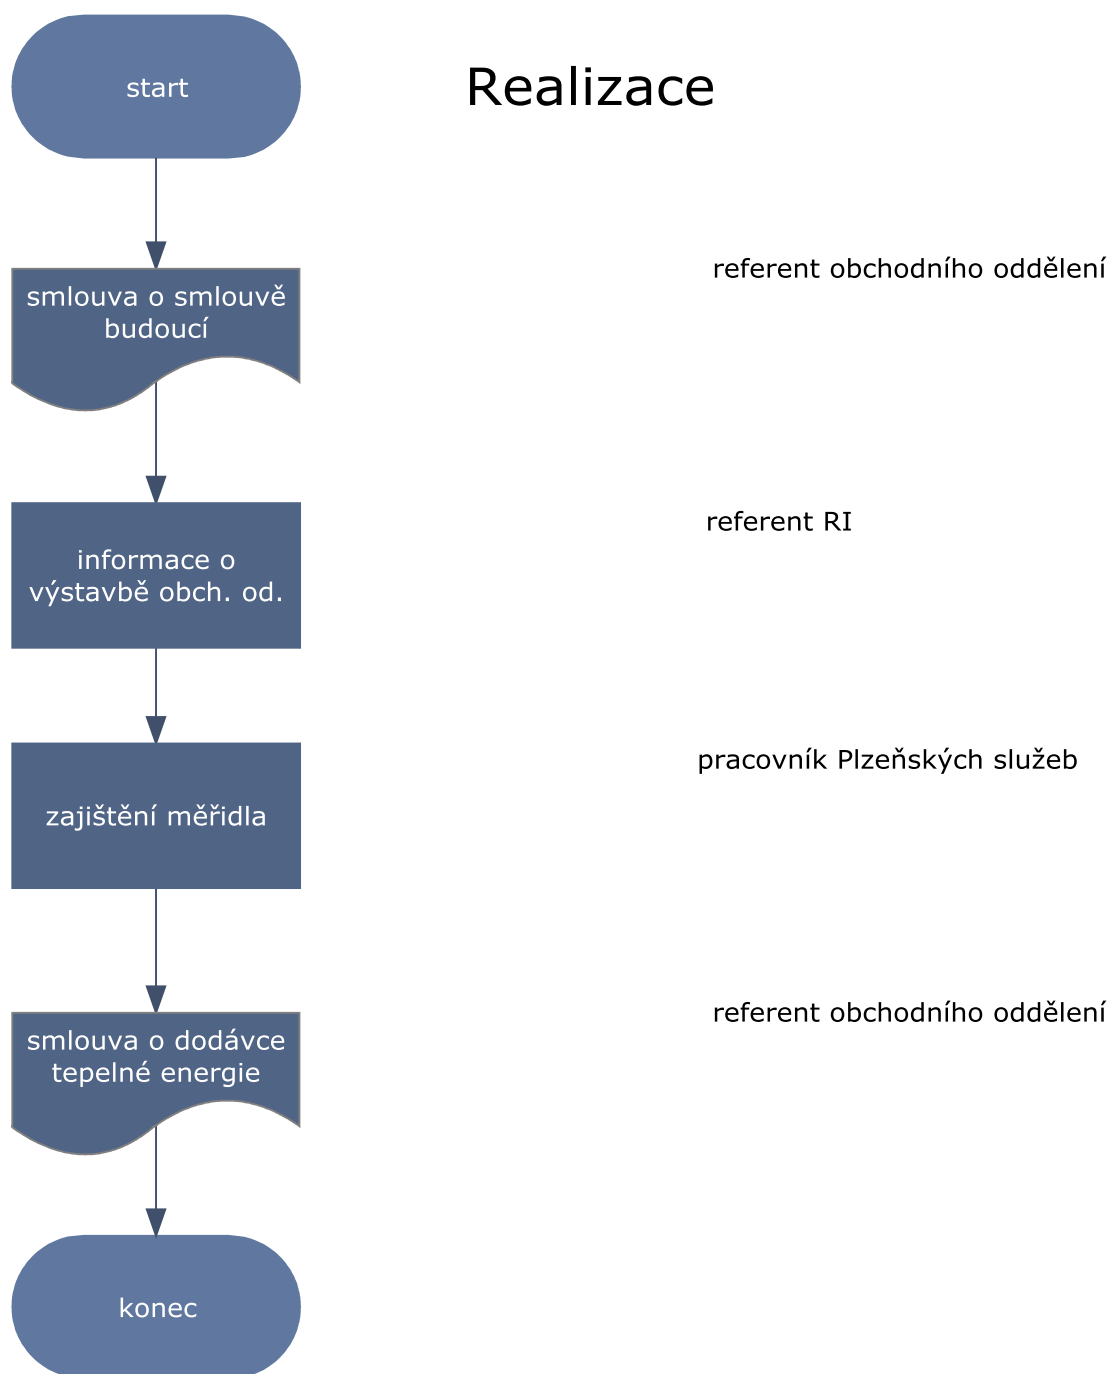 start
Realizace
referent obchodního oddělení
smlouva o smlouvě
budoucí
referent RI
informace o
výstavbě obch. od.
pracovník Plzeňských služeb
zajištění měřidla
referent obchodního oddělení
smlouva o dodávce
tepelné energie
konec